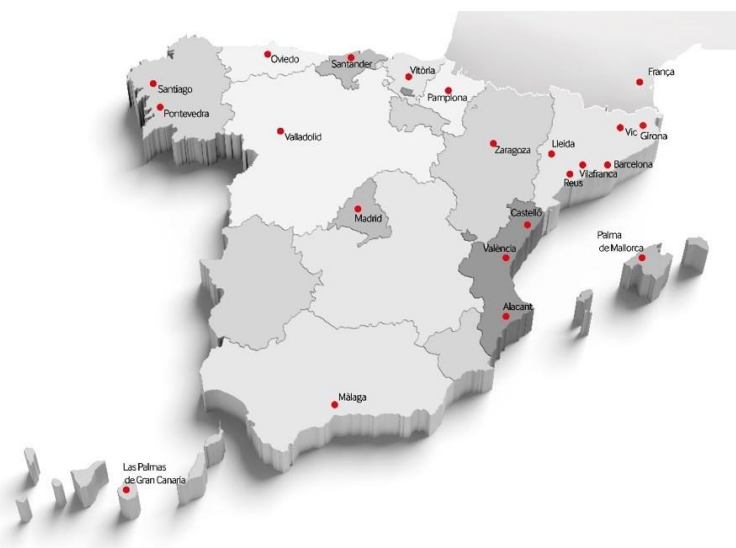 Oviedo
Santander
Vitòria
França
Santiago
Pamplona
Pontevedra
Vic
Girona
Valladolid
Zaragoza
Lleida
Barcelona
Vilafranca
Reus
Madrid
Castelló
Palma
de Mallorca
València
Alacant
Màlaga
Las Palmas
de Gran Canaria